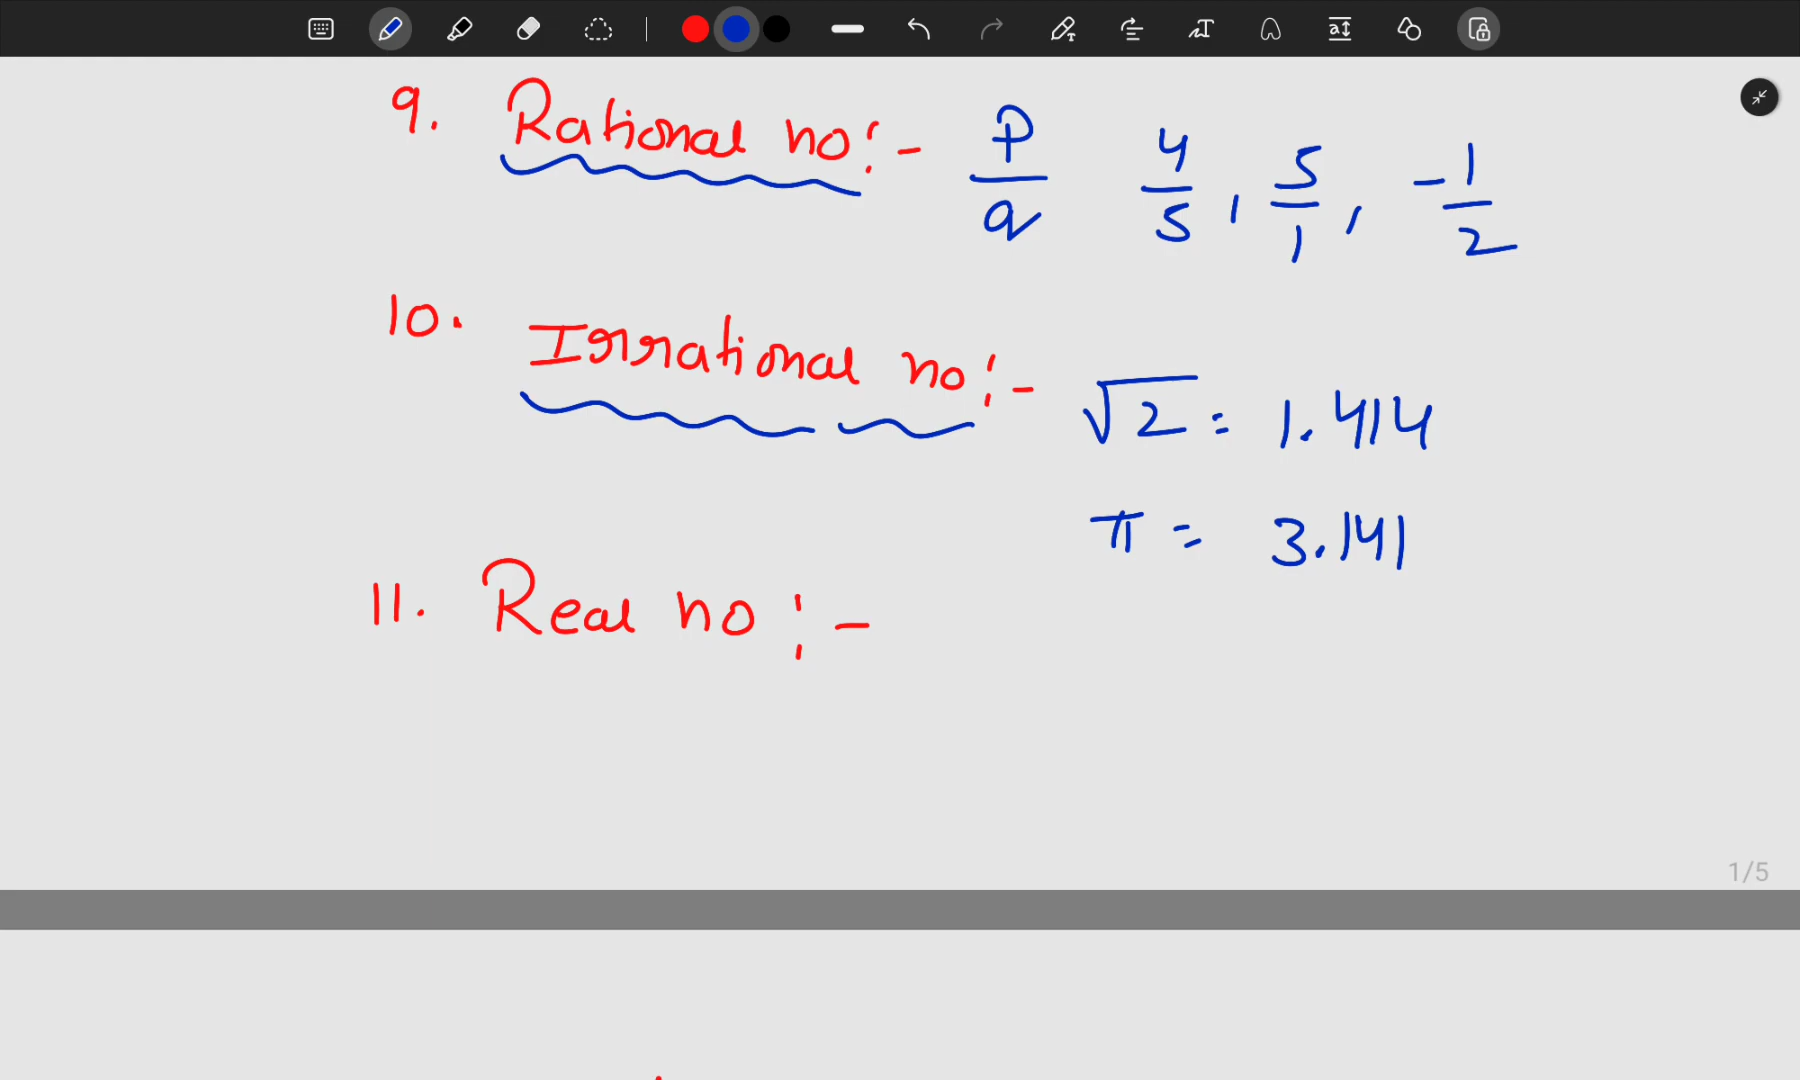 9. Rational no:- P/q 4/5, 5/1, -1/2
10. Irrational no:- √2 = 1.414
π = 3.141
11. Real no:-
1/5